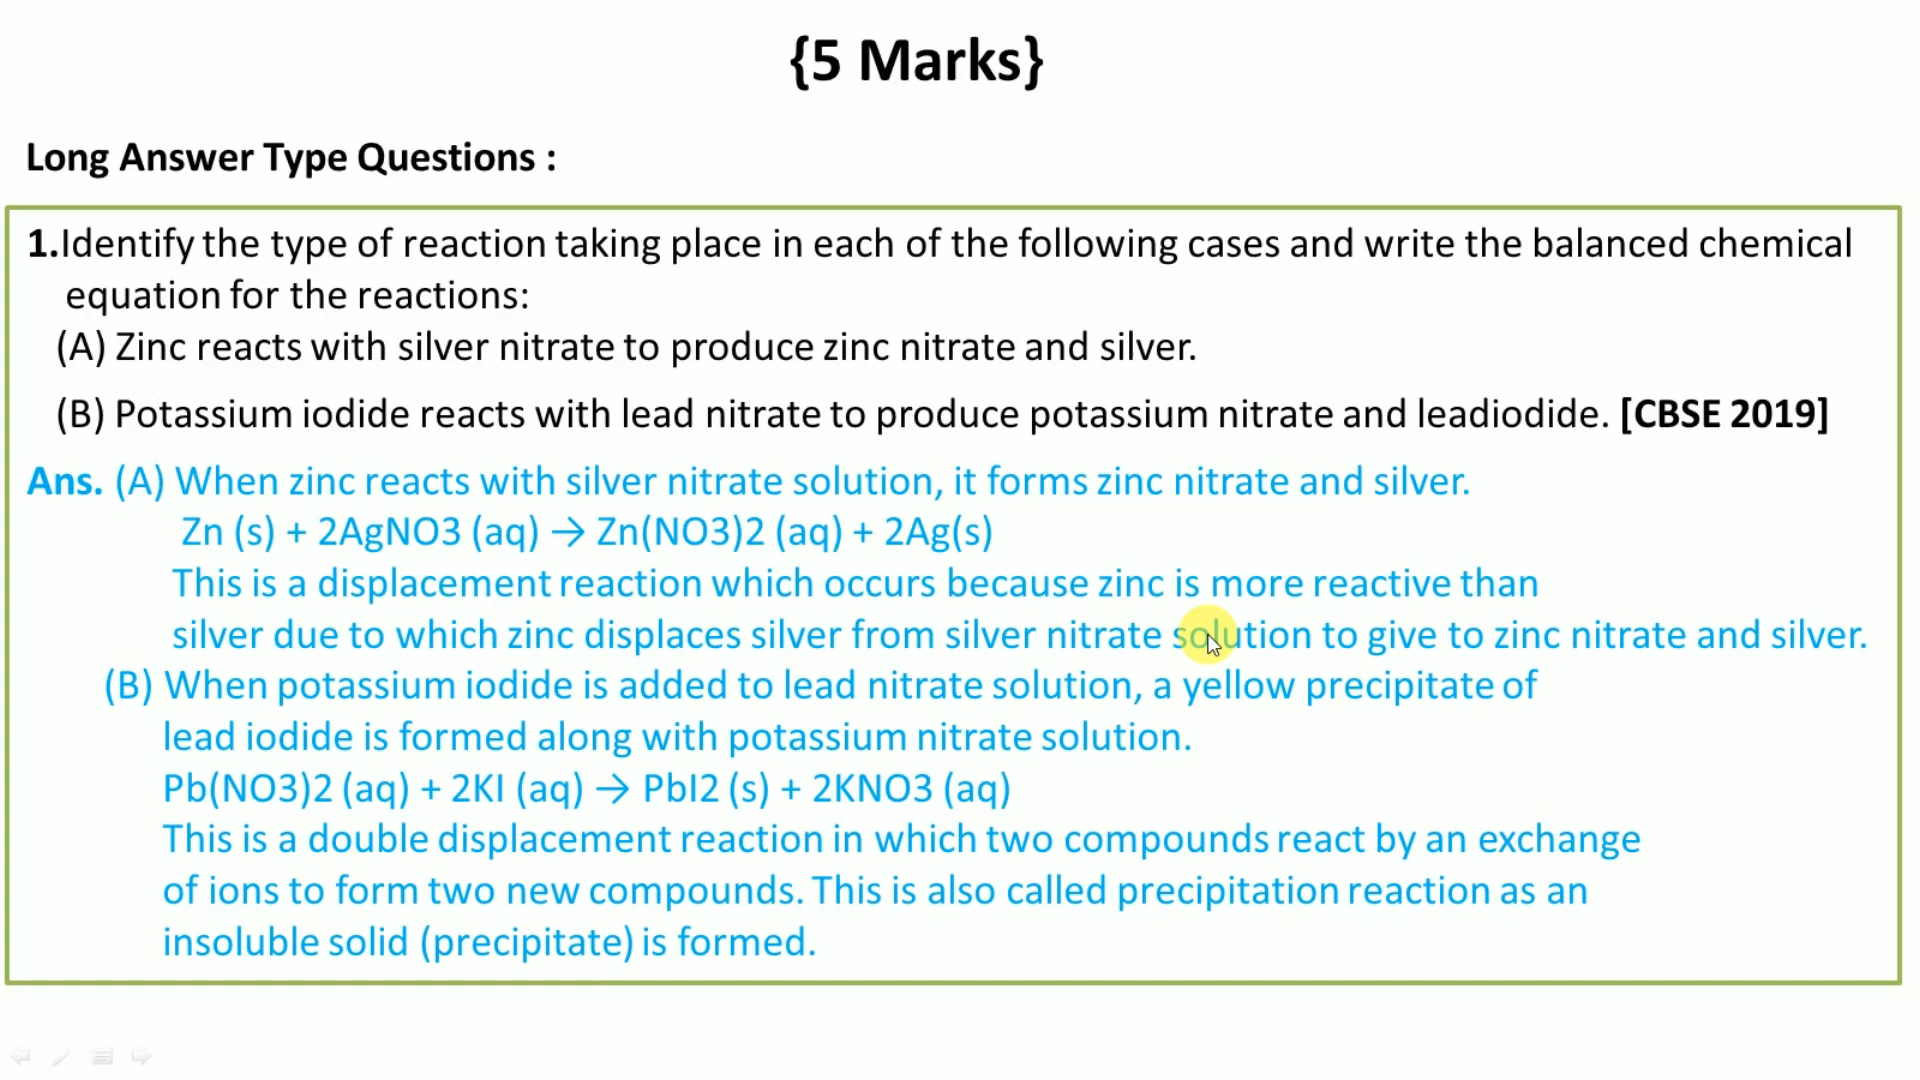 {5 Marks}
Long Answer Type Questions :
1.Identify the type of reaction taking place in each of the following cases and write the balanced chemical
equation for the reactions:
(A) Zinc reacts with silver nitrate to produce zinc nitrate and silver.
(B) Potassium iodide reacts with lead nitrate to produce potassium nitrate and leadiodide. [CBSE 2019]
Ans. (A) When zinc reacts with silver nitrate solution, it forms zinc nitrate and silver.
Zn (s) + 2AgNO3 (aq) → Zn(NO3)2 (aq) + 2Ag(s)
This is a displacement reaction which occurs because zinc is more reactive than
silver due to which zinc displaces silver from silver nitrate solution to give to zinc nitrate and silver.
(B) When potassium iodide is added to lead nitrate solution, a yellow precipitate of
lead iodide is formed along with potassium nitrate solution.
Pb(NO3)2 (aq) + 2KI (aq) → PbI2 (s) + 2KNO3 (aq)
This is a double displacement reaction in which two compounds react by an exchange
of ions to form two new compounds. This is also called precipitation reaction as an
insoluble solid (precipitate) is formed.